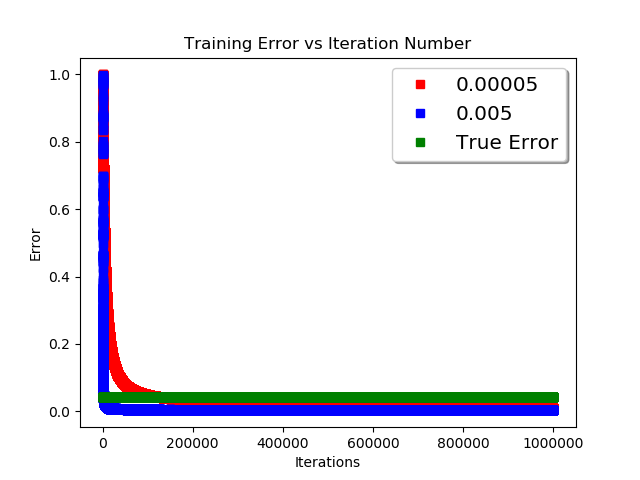 Training Error vs Iteration Number
1.0
0.8
0.6
0.4
0.2
0.0
Error
0.00005
0.005
True Error
0 200000 400000 600000 800000 1000000
Iterations